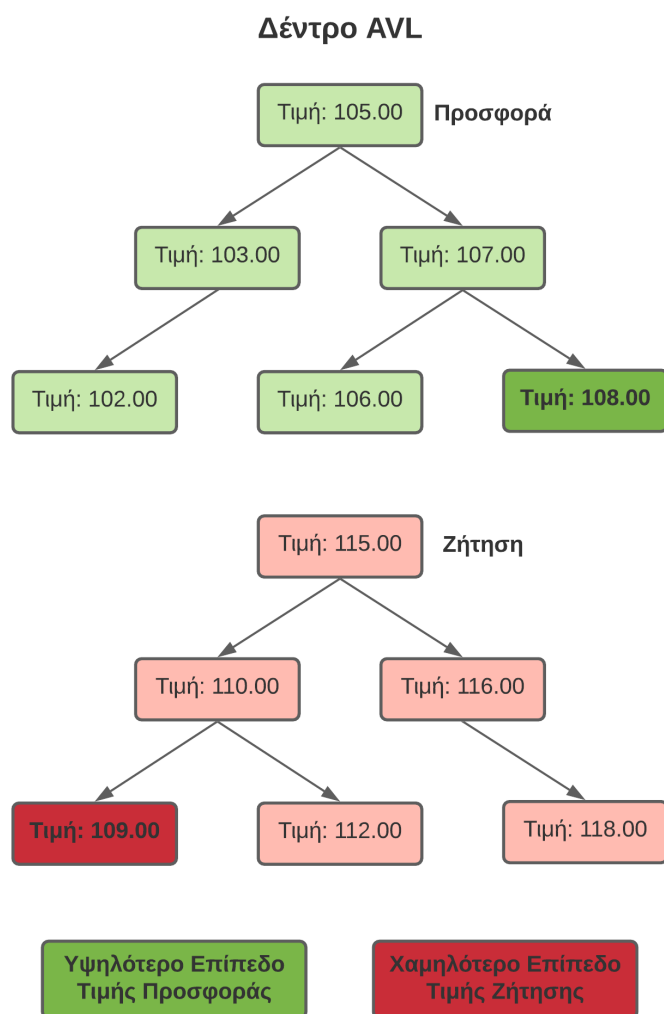 Δέντρο AVL
Τιμή: 105.00
Προσφορά
Τιμή: 103.00
Τιμή: 107.00
Τιμή: 102.00
Τιμή: 106.00
Τιμή: 108.00
Τιμή: 115.00
Ζήτηση
Τιμή: 110.00
Τιμή: 116.00
Τιμή: 109.00
Τιμή: 112.00
Τιμή: 118.00
Υψηλότερο Επίπεδο
Τιμής Προσφοράς
Χαμηλότερο Επίπεδο
Τιμής Ζήτησης